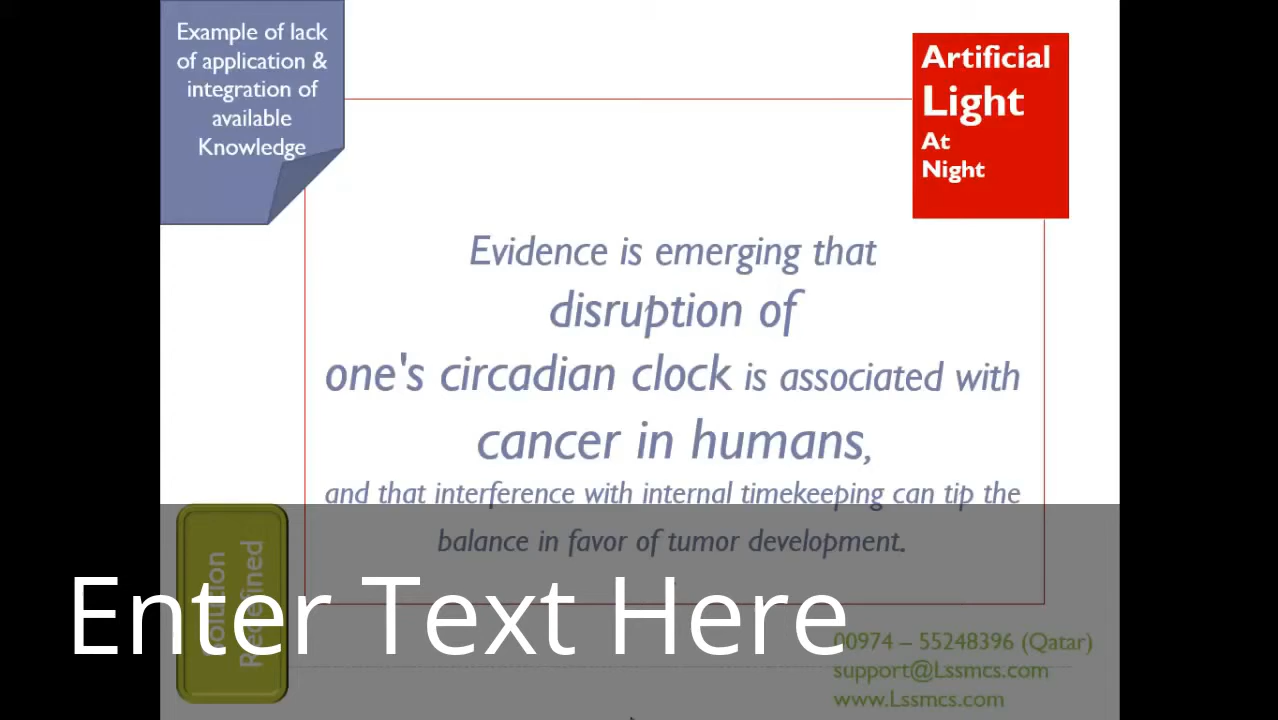 Example of lack
of application &
integration of
available
Knowledge
Artificial
Light
At
Night
Evidence is emerging that
disruption of
one's circadian clock is associated with
cancer in humans,
and that interference with internal timekeeping can tip the
balance in favor of tumor development.
Enter Text Here
Solution
Redefined
00974 – 55248396 (Qatar)
support@Lssmcs.com
www.Lssmcs.com